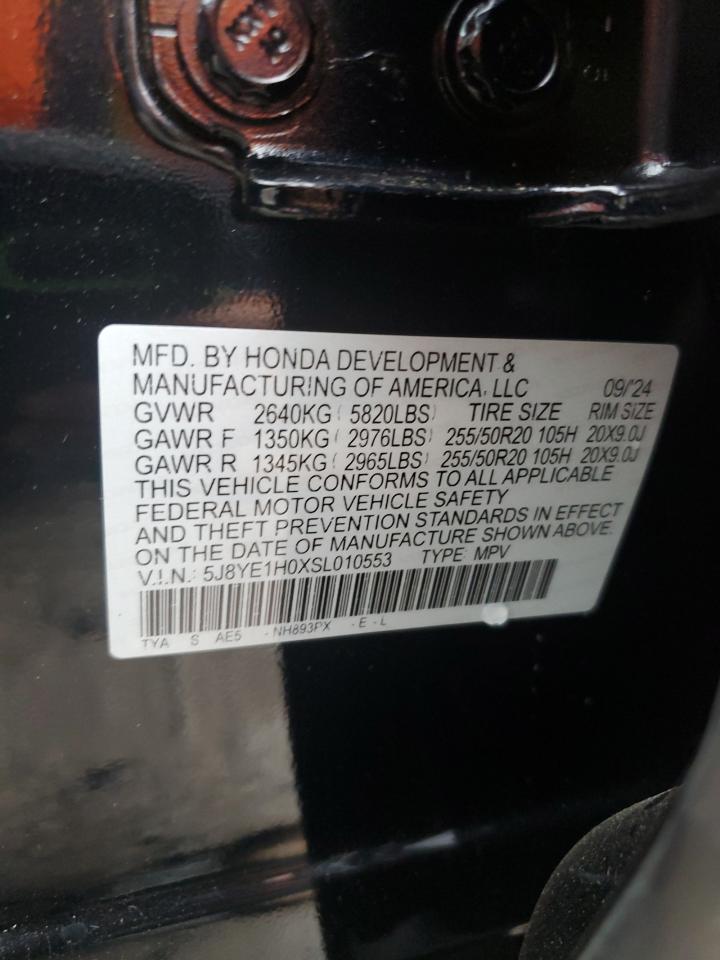 MFD. BY HONDA DEVELOPMENT &
MANUFACTURING OF AMERICA, LLC 09/'24
GVWR 2640KG ( 5820LBS) TIRE SIZE RIM SIZE
GAWR F 1350KG ( 2976LBS) 255/50R20 105H 20X9.0J
GAWR R 1345KG ( 2965LBS) 255/50R20 105H 20X9.0J
THIS VEHICLE CONFORMS TO ALL APPLICABLE
FEDERAL MOTOR VEHICLE SAFETY
AND THEFT PREVENTION STANDARDS IN EFFECT
ON THE DATE OF MANUFACTURE SHOWN ABOVE.
V.I.N.: 5J8YE1H0XSL010553 TYPE: MPV
TYA S AE5 - NH893PX - E - L